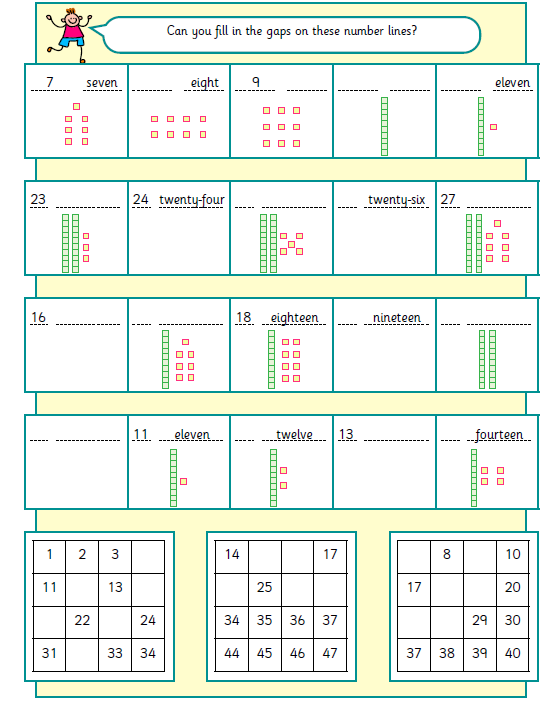 Can you fill in the gaps on these number lines?
7 seven eight 9 eleven
23 24 twenty-four twenty-six 27
16 18 eighteen nineteen
11 eleven twelve 13 fourteen
1 2 3 14 17 8 10
11 13 25 17 20
22 24 34 35 36 37 29 30
31 33 34 44 45 46 47 37 38 39 40